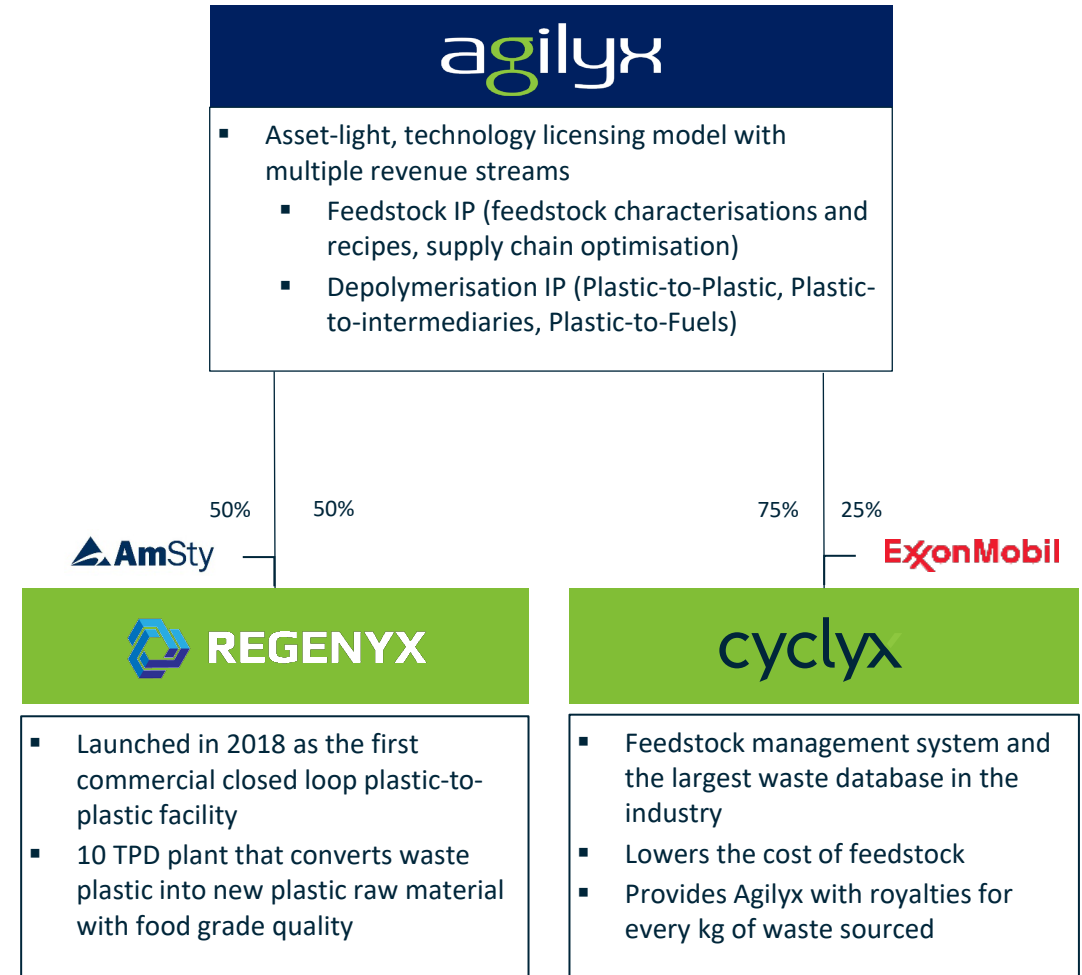 agilyx
▪ Asset-light, technology licensing model with
multiple revenue streams
▪ Feedstock IP (feedstock characterisations and
recipes, supply chain optimisation)
▪ Depolymerisation IP (Plastic-to-Plastic, Plastic-
to-intermediaries, Plastic-to-Fuels)
50% 50%
75% 25%
AmSty
ExxonMobil
REGENYX
▪ Launched in 2018 as the first
commercial closed loop plastic-to-
plastic facility
▪ 10 TPD plant that converts waste
plastic into new plastic raw material
with food grade quality
cyclyx
▪ Feedstock management system and
the largest waste database in the
industry
▪ Lowers the cost of feedstock
▪ Provides Agilyx with royalties for
every kg of waste sourced